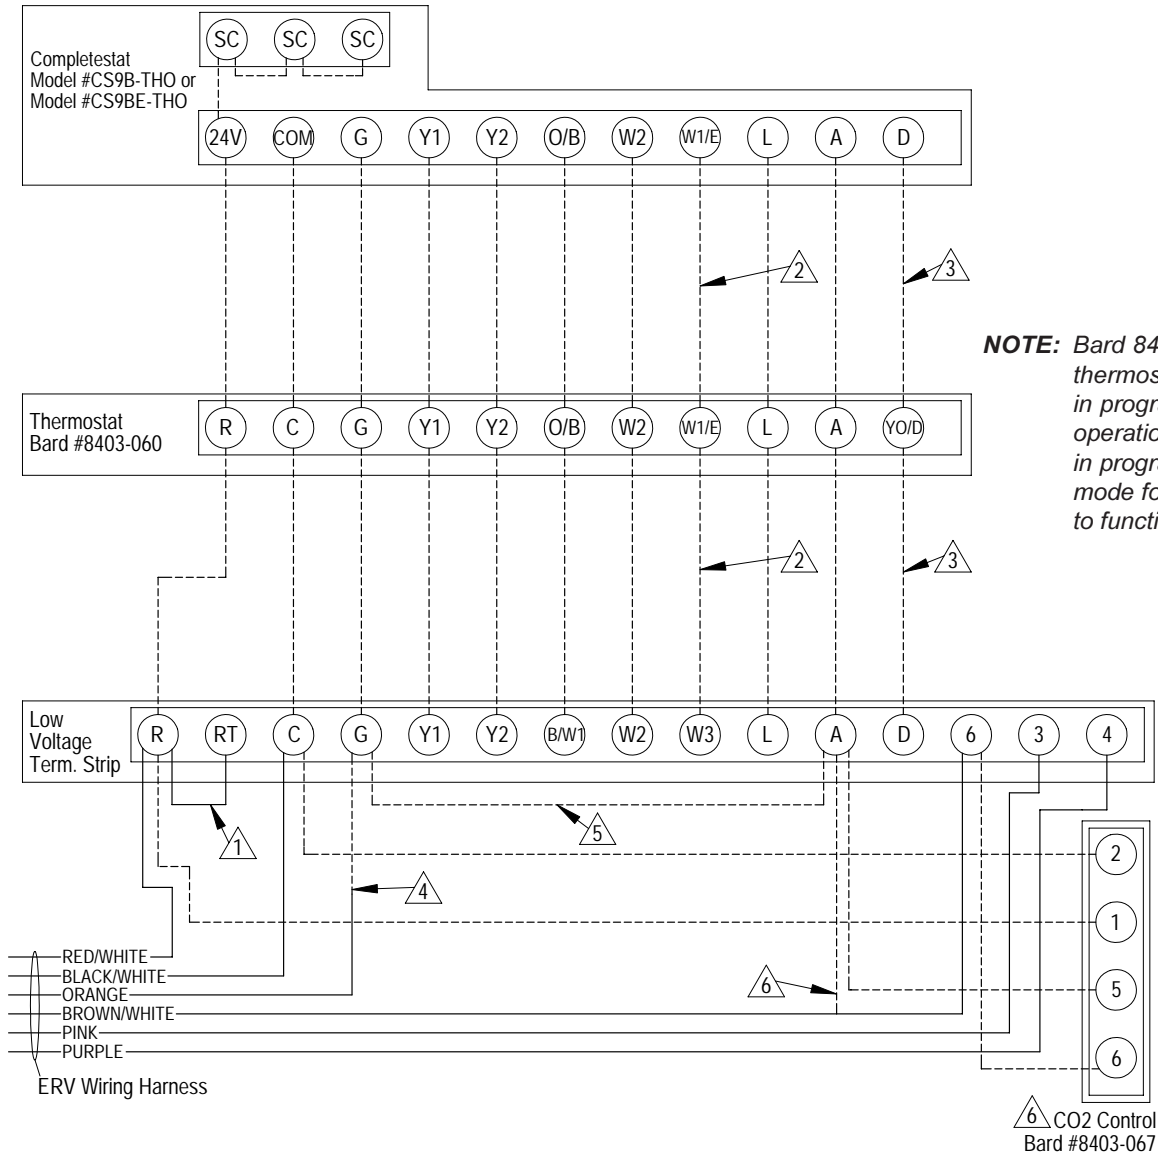 SC SC SC
Completestat
Model #CS9B-THO or
Model #CS9BE-THO
24V COM G Y1 Y2 O/B W2 W1/E L A D
2 3
NOTE: Bard 84
thermos
in progra
operatio
in progra
mode fo
to functi
Thermostat
Bard #8403-060
R C G Y1 Y2 O/B W2 W1/E L A YO/D
2 3
Low
Voltage
Term. Strip
R RT C G Y1 Y2 B/W1 W2 W3 L A D 6 3 4
1 5
2
4
1
RED/WHITE
BLACK/WHITE
ORANGE
BROWN/WHITE
PINK
PURPLE
6
5
6
ERV Wiring Harness
6 CO2 Control
Bard #8403-067